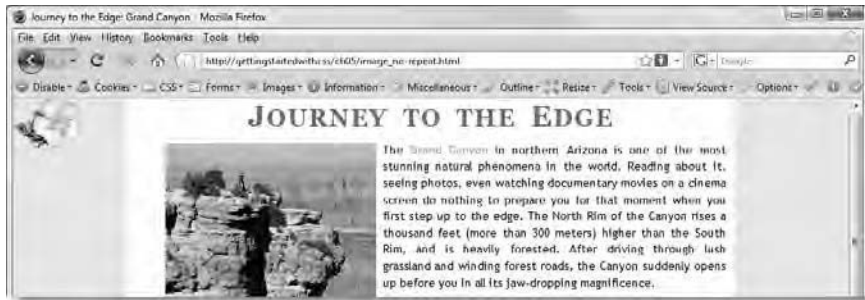 Journey to the Edge: Grand Canyon - Mozilla Firefox
File Edit View History Bookmarks Tools Help
http://gettingstartedwithcss/ch05/image_no-repeat.html
Disable Cookies CSS Forms Images Information Miscellaneous Outline Resize Tools View Source Options
JOURNEY TO THE EDGE
The Grand Canyon in northern Arizona is one of the most
stunning natural phenomena in the world. Reading about it,
seeing photos, even watching documentary movies on a cinema
screen do nothing to prepare you for that moment when you
first step up to the edge. The North Rim of the Canyon rises a
thousand feet (more than 300 meters) higher than the South
Rim, and is heavily forested. After driving through lush
grassland and winding forest roads, the Canyon suddenly opens
up before you in all its jaw-dropping magnificence.